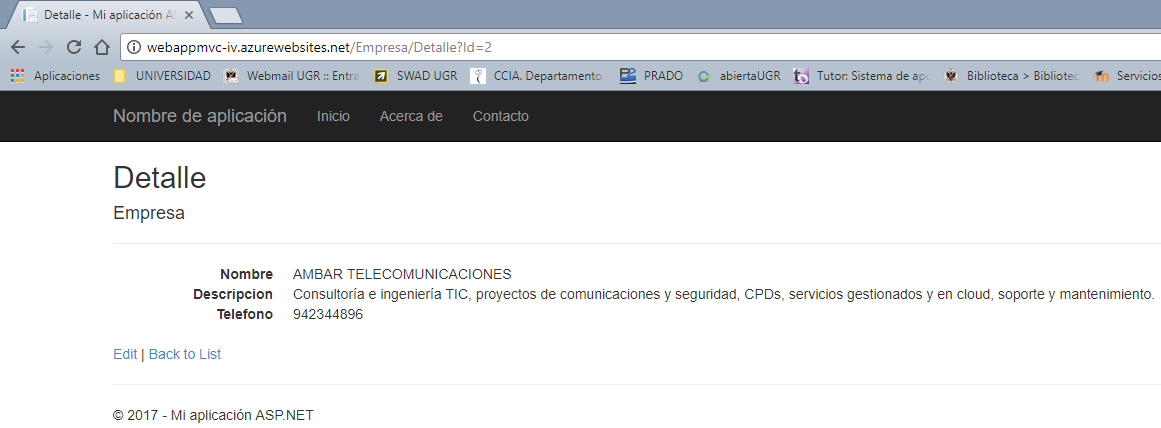 Detalle - Mi aplicación AS
webappmvc-iv.azurewebsites.net/Empresa/Detalle?Id=2
Aplicaciones UNIVERSIDAD Webmail UGR :: Entra SWAD UGR CCIA. Departamento PRADO abiertaUGR Tutor: Sistema de apo Biblioteca > Bibliotec Servicios
Nombre de aplicación Inicio Acerca de Contacto
Detalle
Empresa
Nombre AMBAR TELECOMUNICACIONES
Descripcion Consultoría e ingeniería TIC, proyectos de comunicaciones y seguridad, CPDs, servicios gestionados y en cloud, soporte y mantenimiento.
Telefono 942344896
Edit | Back to List
© 2017 - Mi aplicación ASP.NET